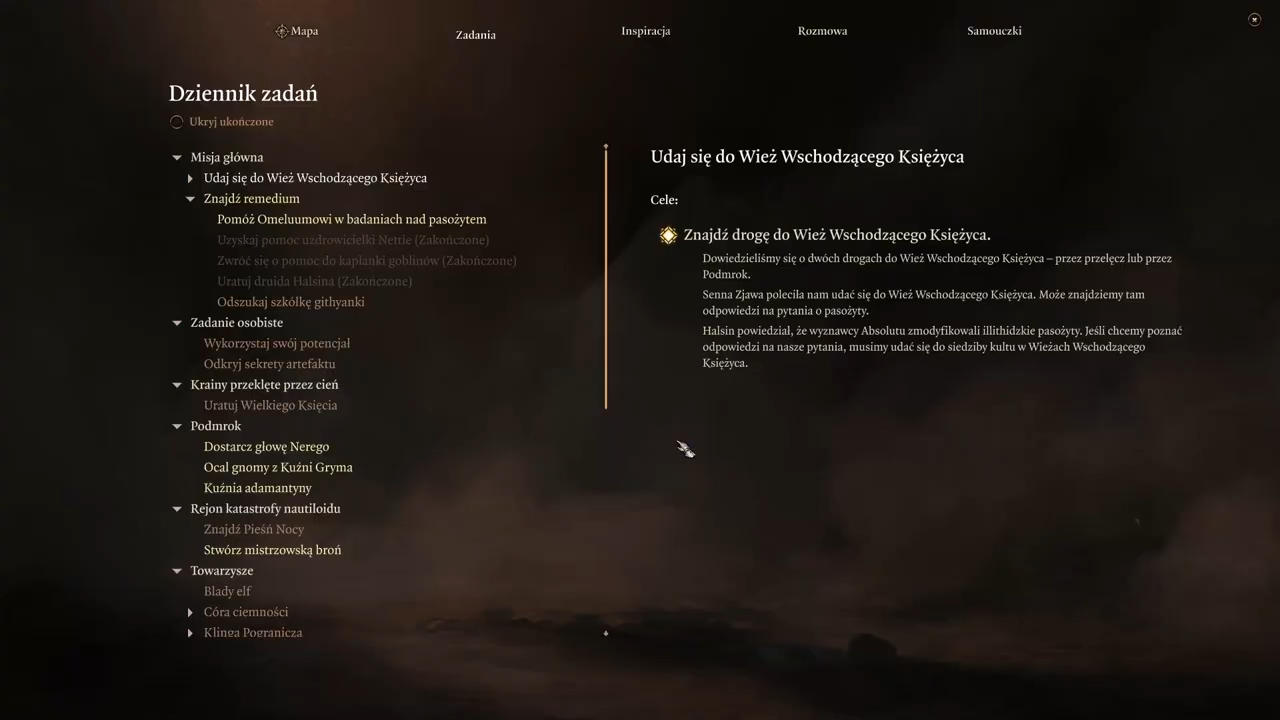 Mapa
Zadania
Inspiracja
Rozmowa
Samouczki
Dziennik zadań
Ukryj ukończone
Misja główna
Udaj się do Wież Wschodzącego Księżyca
Znajdź remedium
Pomóż Omeluumowi w badaniach nad pasożytem
Uzyskaj pomoc uzdrowicielki Nettie (Zakończone)
Zwróć się o pomoc do kapłanki goblinów (Zakończone)
Uratuj druida Halsina (Zakończone)
Odszukaj szkółkę githyanki
Zadanie osobiste
Wykorzystaj swój potencjał
Odkryj sekrety artefaktu
Krainy przeklęte przez cień
Uratuj Wielkiego Księcia
Podmrok
Dostarcz głowę Nerego
Ocal gnomy z Kuźni Gryma
Kuźnia adamantyny
Rejon katastrofy nautiloidu
Znajdź Pieśń Nocy
Stwórz mistrzowską broń
Towarzysze
Blady elf
Córa ciemności
Klinga Pogranicza
Udaj się do Wież Wschodzącego Księżyca
Cele:
Znajdź drogę do Wież Wschodzącego Księżyca.
Dowiedzieliśmy się o dwóch drogach do Wież Wschodzącego Księżyca – przez przełęcz lub przez
Podmrok.
Senna Zjawa poleciła nam udać się do Wież Wschodzącego Księżyca. Może znajdziemy tam
odpowiedzi na pytania o pasożyty.
Halsin powiedział, że wyznawcy Absolutu zmodyfikowali illithidzkie pasożyty. Jeśli chcemy poznać
odpowiedzi na nasze pytania, musimy udać się do siedziby kultu w Wieżach Wschodzącego
Księżyca.